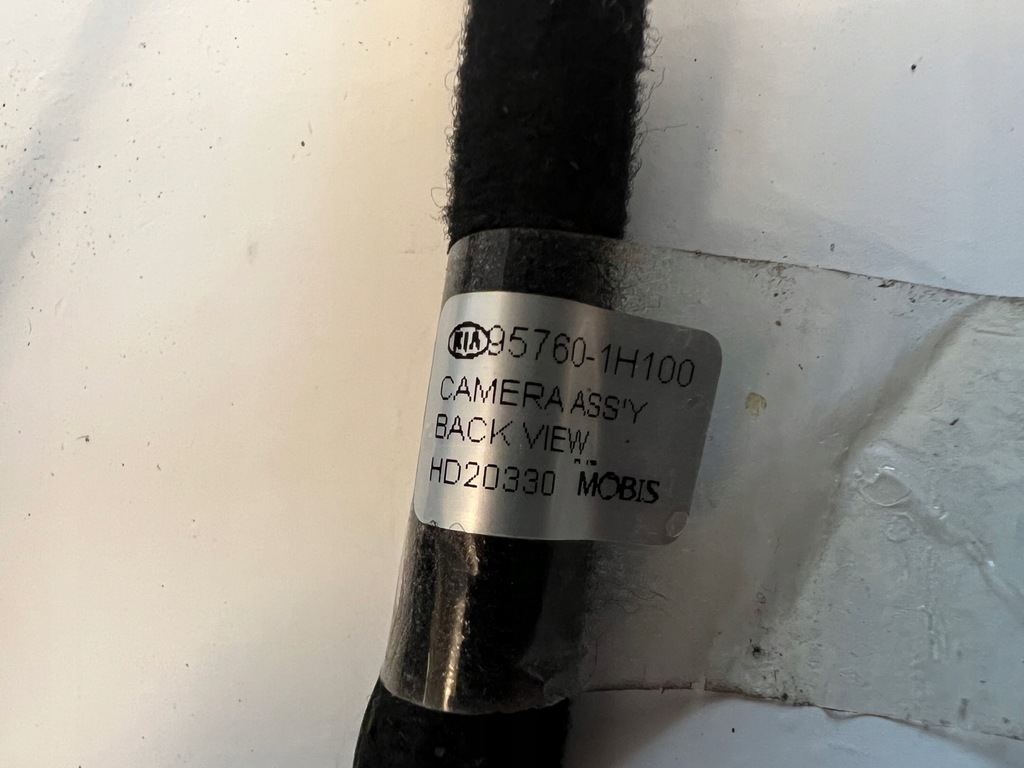 KIA 95760-1H100
CAMERA ASS'Y
BACK VIEW
HD20330 MOBIS